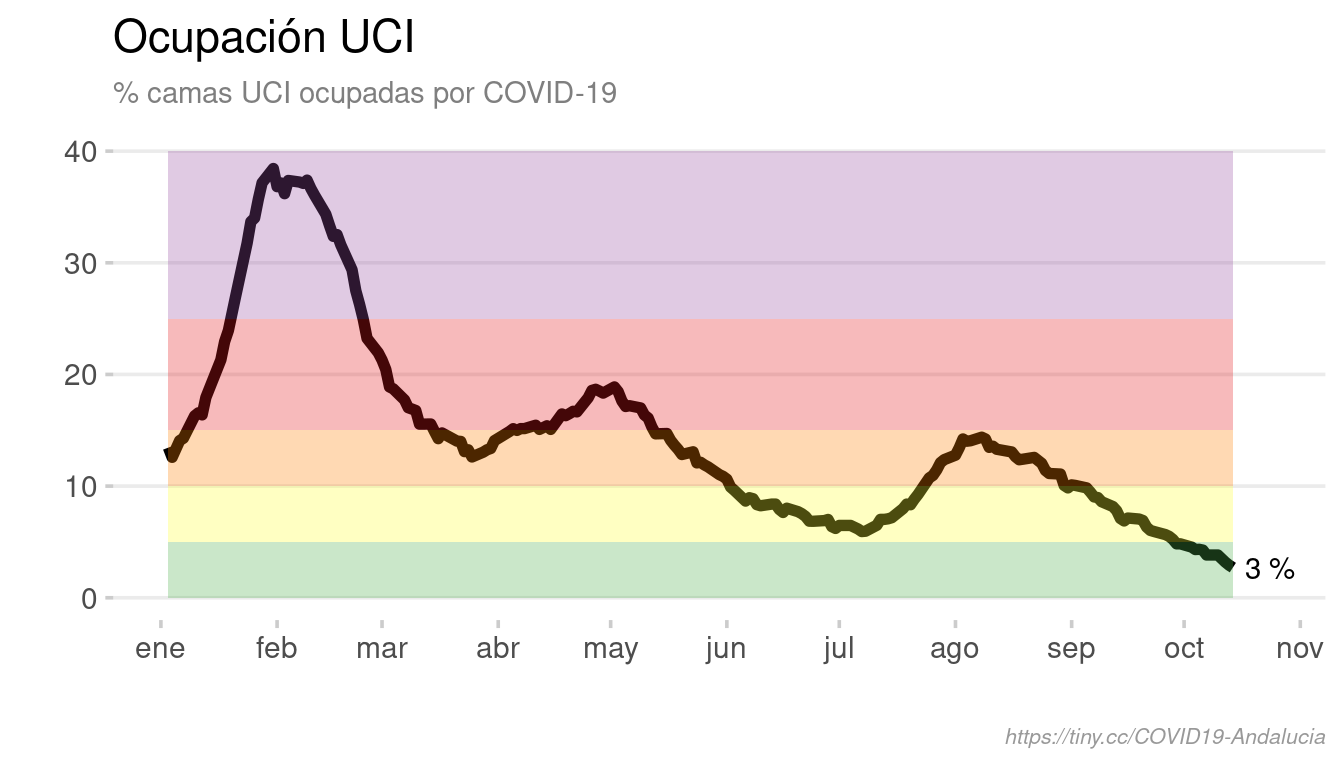 Ocupación UCI
% camas UCI ocupadas por COVID-19
40
30
20
10
0
3 %
ene feb mar abr may jun jul ago sep oct nov
https://tiny.cc/COVID19-Andalucia